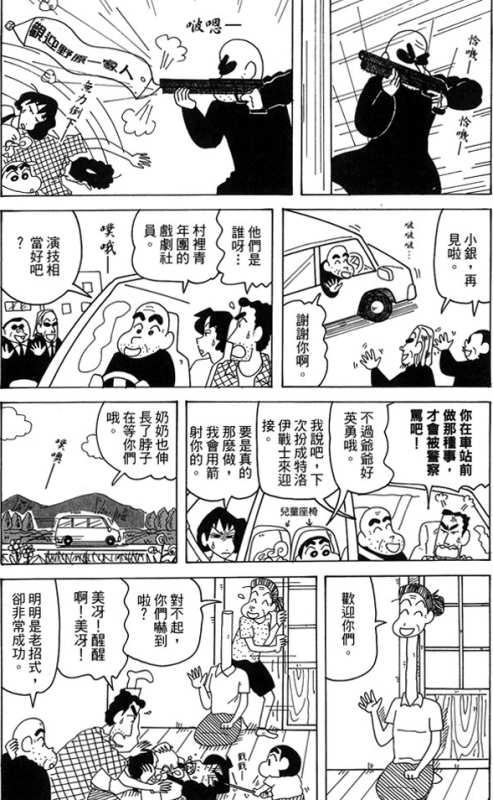 啵嗯—
歡迎野原一家人。
無力倒
小銀，再
見啦。
謝謝你啊。
他們是
誰呀…
村裡青
年團的
戲劇社
員。
噗哦—
演技相
當好吧
？
你在車站前
做那種事，
才會被警察
罵吧！
不過爺爺好
英勇哦。
我說吧，下
次扮成特洛
伊戰士來迎
接。
兒童座椅
要是真的
那麼做，
我會用箭
射你的。
奶奶也伸
長了脖子
在等你們
哦。
歡迎你們。
對不起，
你們嚇到
啦？
美冴！醒醒
啊！美冴！
明明是老招式
卻非常成功。
戳戳—